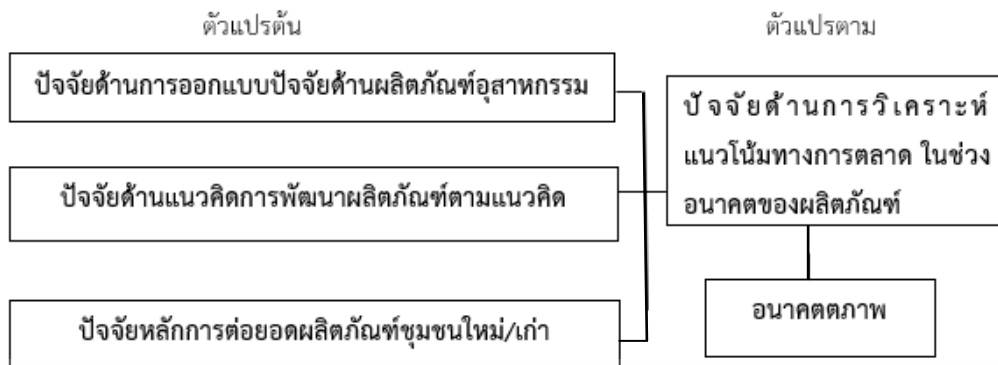 ตัวแปรต้น
ตัวแปรตาม
ปัจจัยด้านการออกแบบปัจจัยด้านผลิตภัณฑ์อุสาหกรรม
ปัจจัยด้านแนวคิดการพัฒนาผลิตภัณฑ์ตามแนวคิด
ปัจจัยหลักการต่อยอดผลิตภัณฑ์ชุมชนใหม่/เก่า
ปัจจัยด้านการวิเคราะห์
แนวโน้มทางการตลาด ในช่วง
อนาคตของผลิตภัณฑ์
อนาคตตภาพ